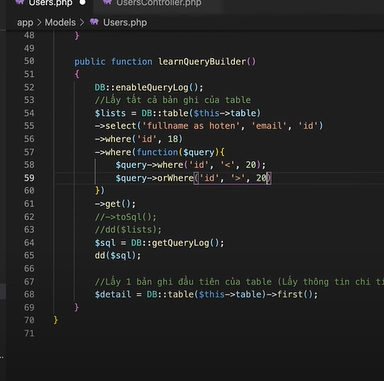 Users.php
UsersController.php
app > Models > Users.php
48 }
49
50 public function learnQueryBuilder()
51 {
52 DB::enableQueryLog();
53 //Lấy tất cả bản ghi của table
54 $lists = DB::table($this->table)
55 ->select('fullname as hoten', 'email', 'id')
56 ->where('id', 18)
57 ->where(function($query){
58 $query->where('id', '<', 20);
59 $query->orWhere('id', '>', 20)
60 })
61 ->get();
62 //->toSql();
63 //dd($lists);
64 $sql = DB::getQueryLog();
65 dd($sql);
66
67 //Lấy 1 bản ghi đầu tiên của table (Lấy thông tin chi ti
68 $detail = DB::table($this->table)->first();
69 }
70 }
71